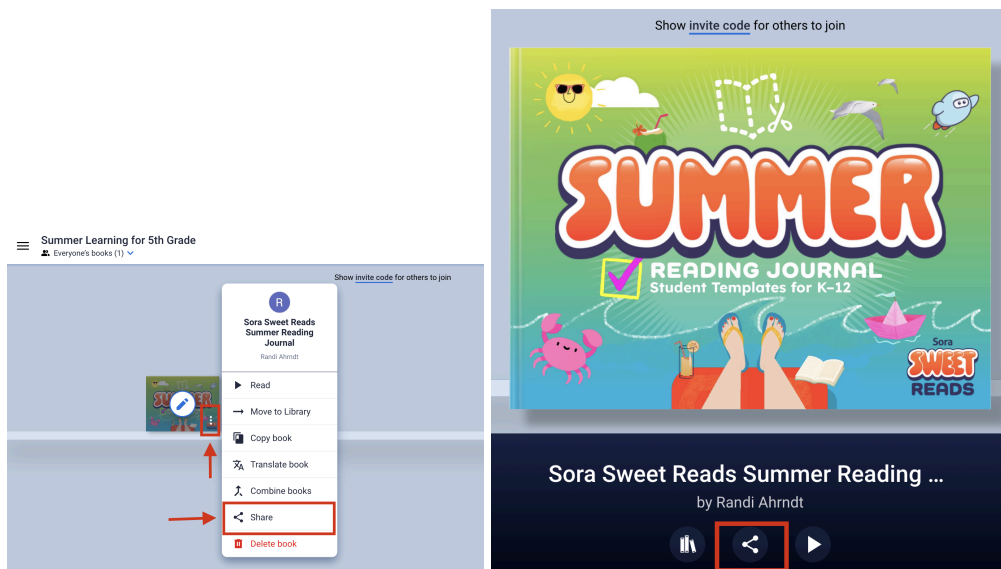 Summer Learning for 5th Grade
Everyone's books (1)
Show invite code for others to join
R
Sora Sweet Reads
Summer Reading
Journal
Randi Ahrndt
Read
Move to Library
Copy book
Translate book
Combine books
Share
Delete book
SUMMER
Show invite code for others to join
SUMMER
READING JOURNAL
Student Templates for K–12
Sora
SWEET
READS
Sora Sweet Reads Summer Reading ...
by Randi Ahrndt